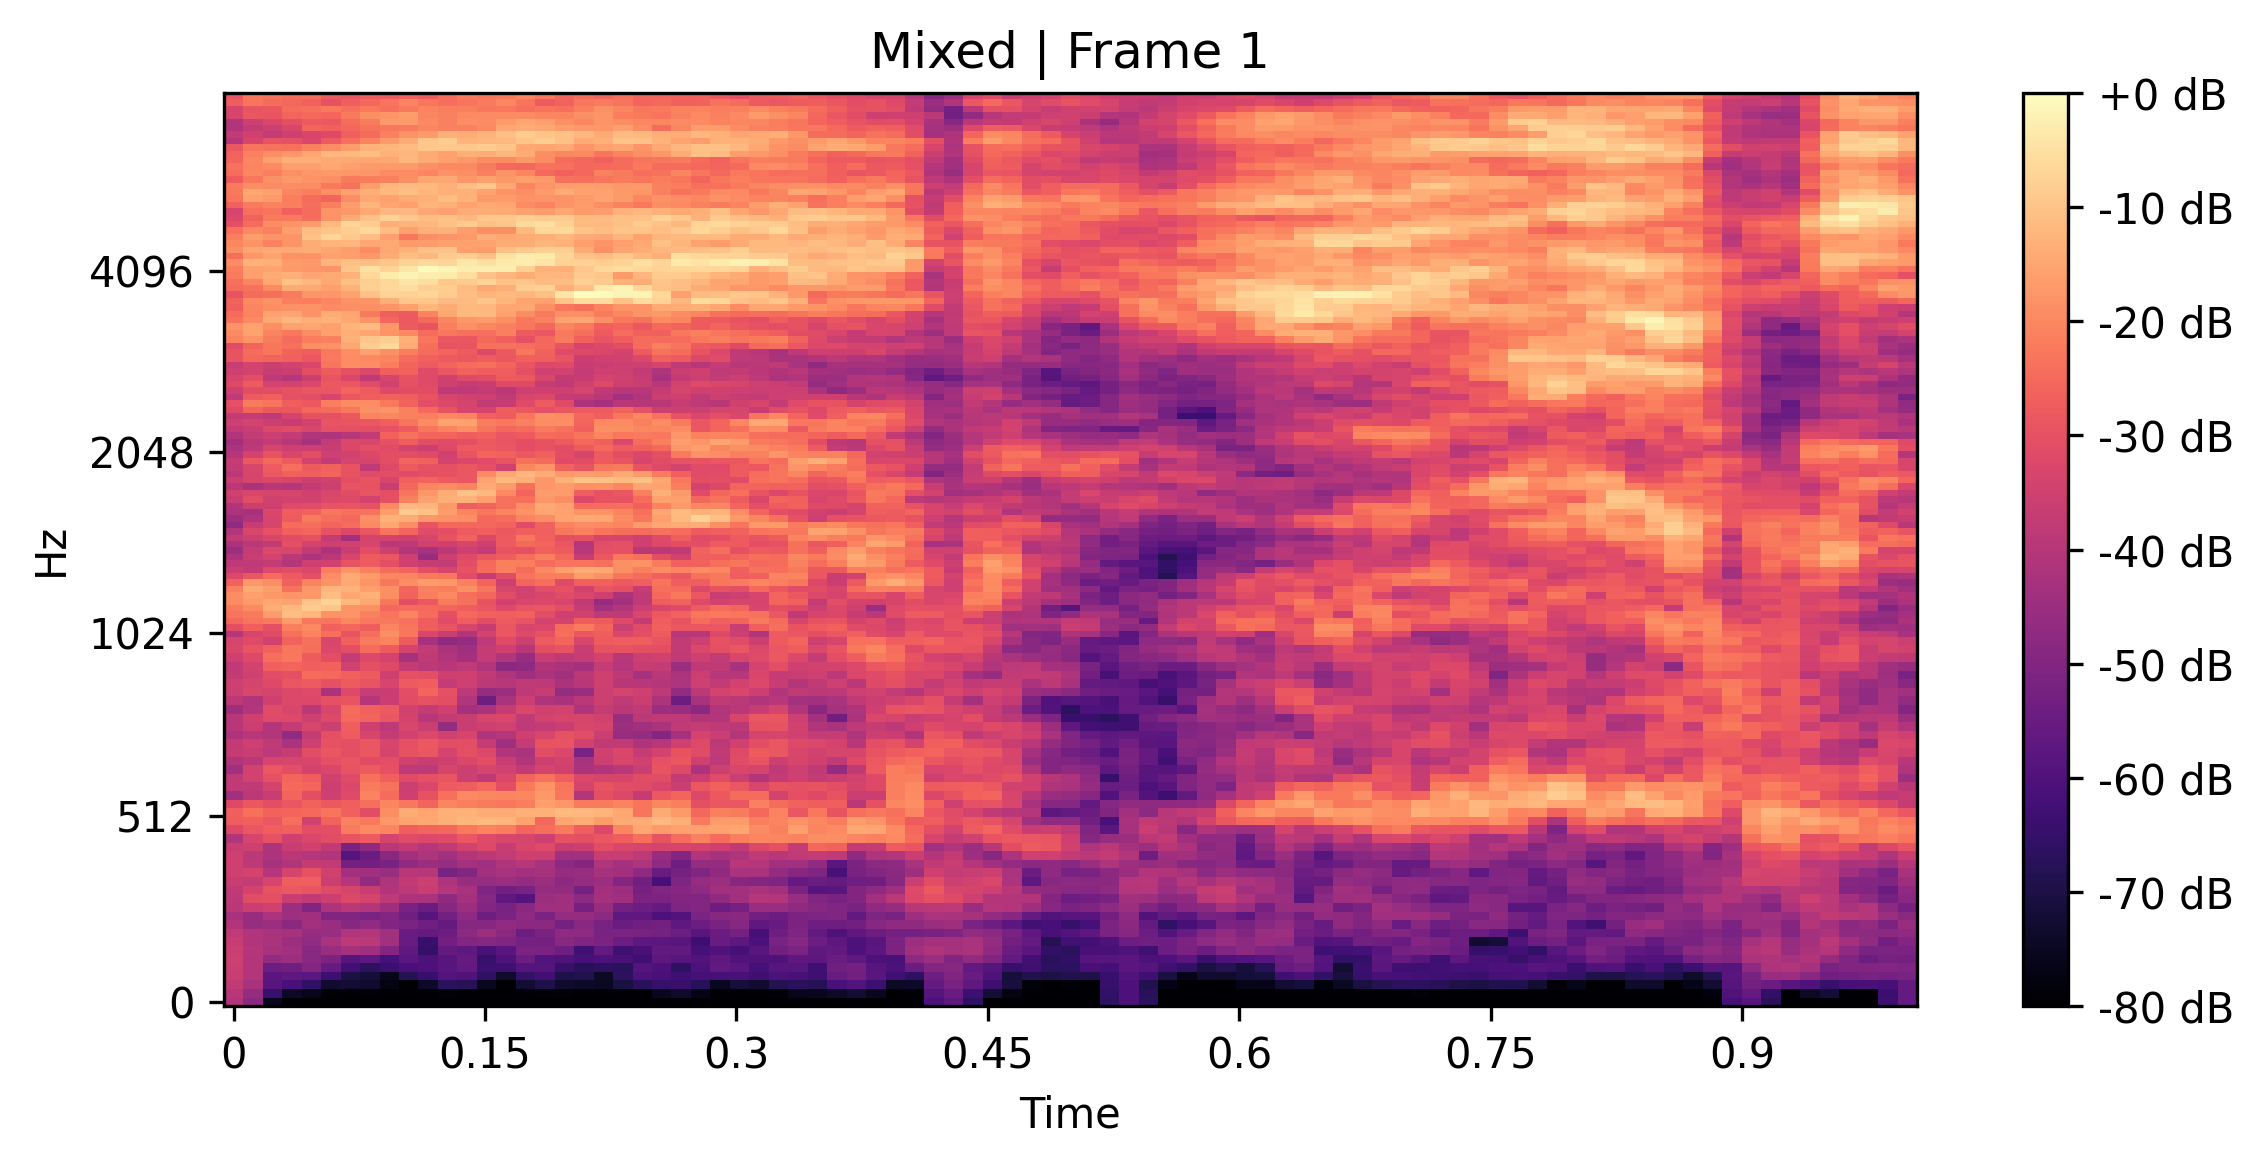 Mixed | Frame 1
Hz
4096
2048
1024
512
0
0 0.15 0.3 0.45 0.6 0.75 0.9
Time
+0 dB
-10 dB
-20 dB
-30 dB
-40 dB
-50 dB
-60 dB
-70 dB
-80 dB